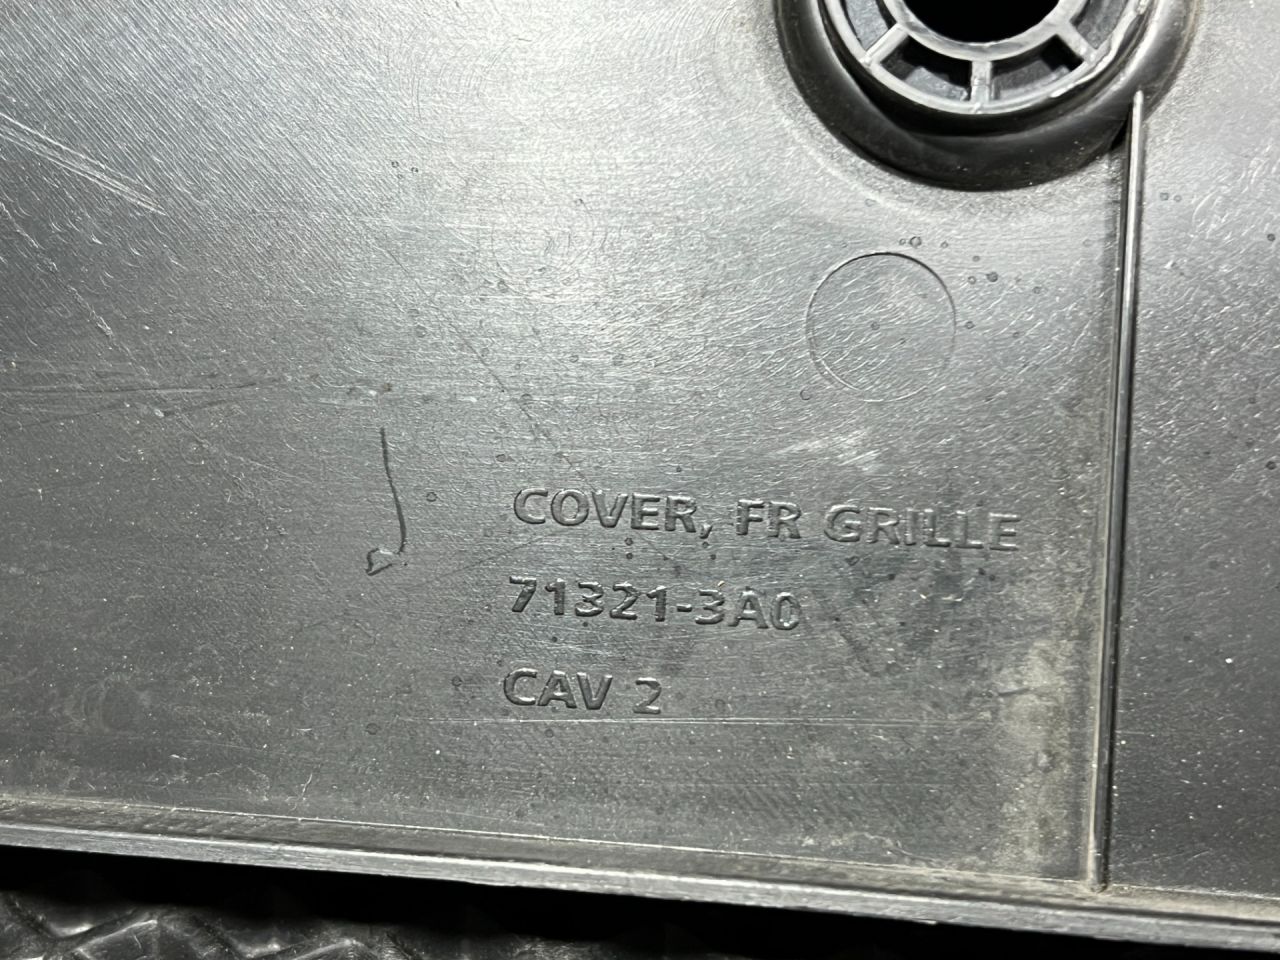 COVER, FR GRILLE
71321-3A0
CAV 2